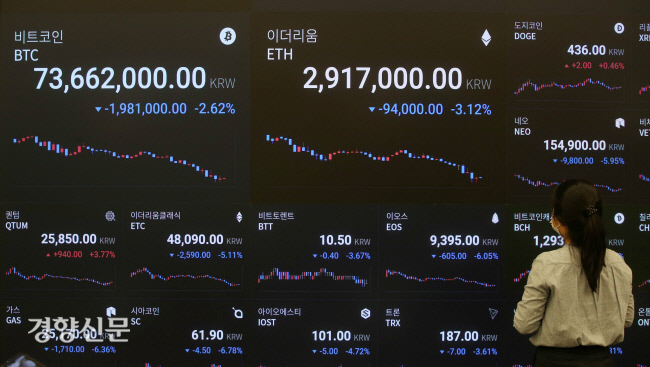 비트코인
BTC
73,662,000.00 KRW
-1,981,000.00 -2.62%
이더리움
ETH
2,917,000.00 KRW
-94,000.00 -3.12%
도지코인
DOGE
436.00 KRW
+2.00 +0.46%
네오
NEO
154,900.00 KRW
-9,800.00 -5.95%
퀀텀
QTUM
25,850.00 KRW
+940.00 +3.77%
이더리움클래식
ETC
48,090.00 KRW
-2,590.00 -5.11%
비트토렌트
BTT
10.50 KRW
-0.40 -3.67%
이오스
EOS
9,395.00 KRW
-605.00 -6.05%
비트코인캐
BCH
1,293
가스
GAS
-1,710.00 -6.36%
시아코인
SC
61.90 KRW
-4.50 -6.78%
아이오에스티
IOST
101.00 KRW
-5.00 -4.72%
트론
TRX
187.00 KRW
-7.00 -3.61%
경향신문